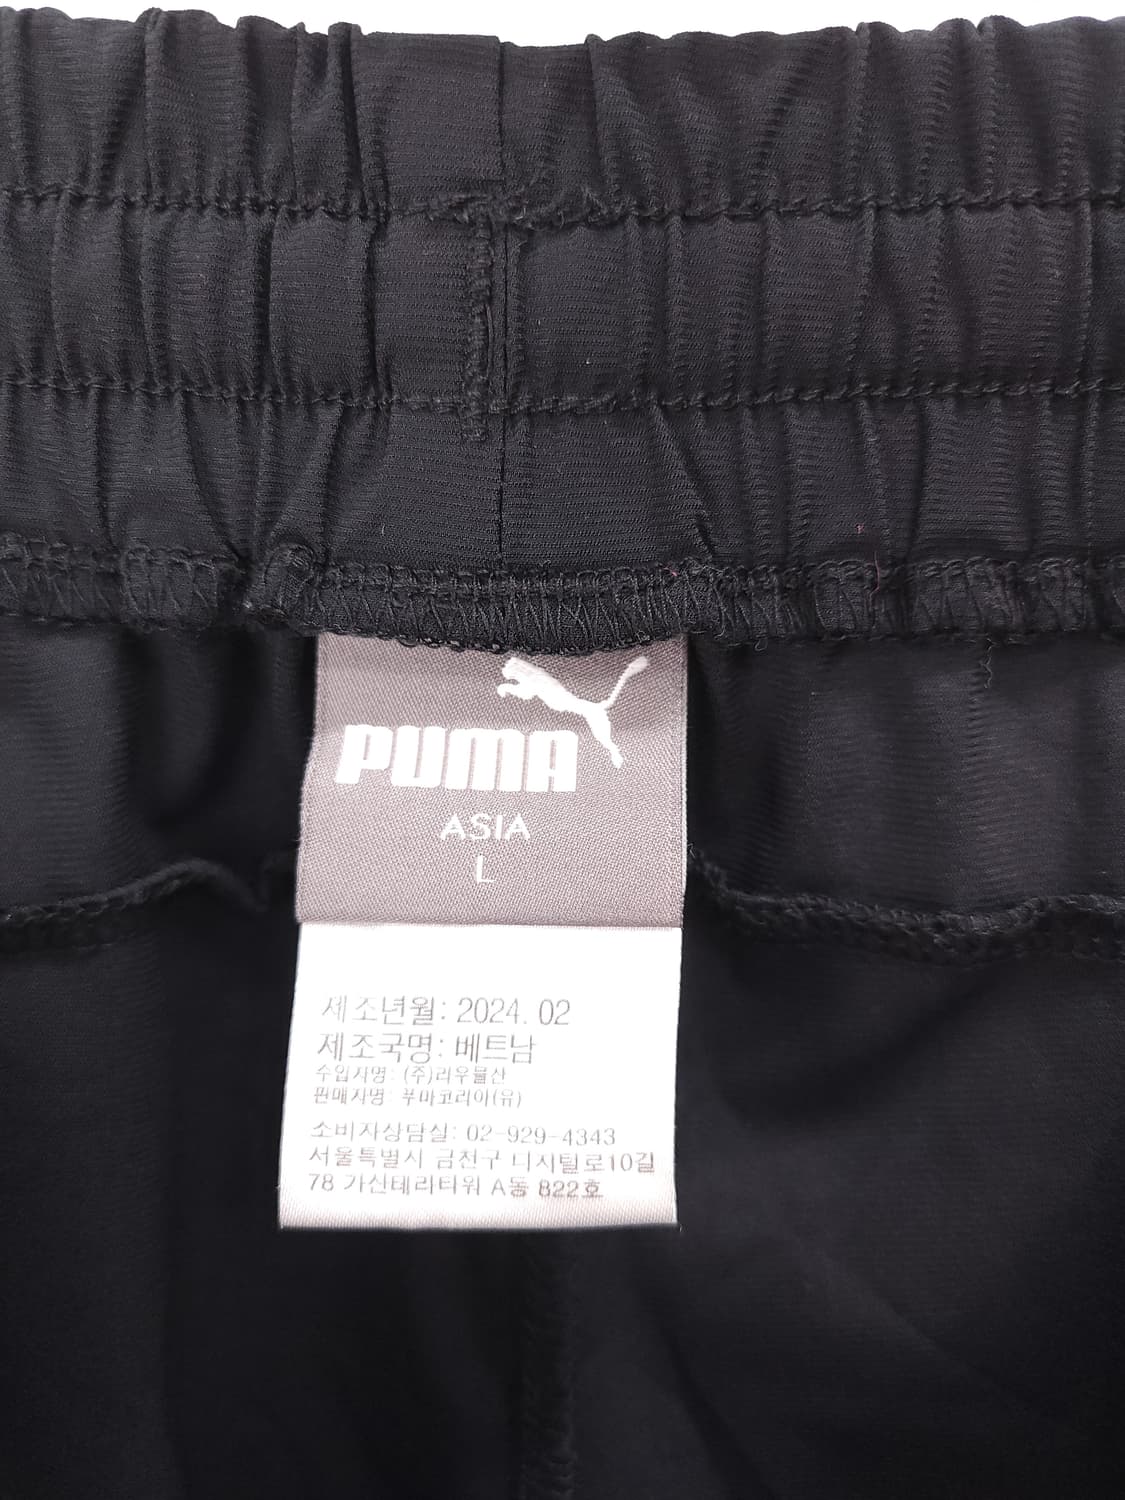 PUMA
ASIA
L
제조년월: 2024. 02
제조국명: 베트남
수입자명: (주)리우물산
판매자명: 푸마코리아(유)
소비자상담실: 02-929-4343
서울특별시 금천구 디지털로10길
78 가산테라타워 A동 822호